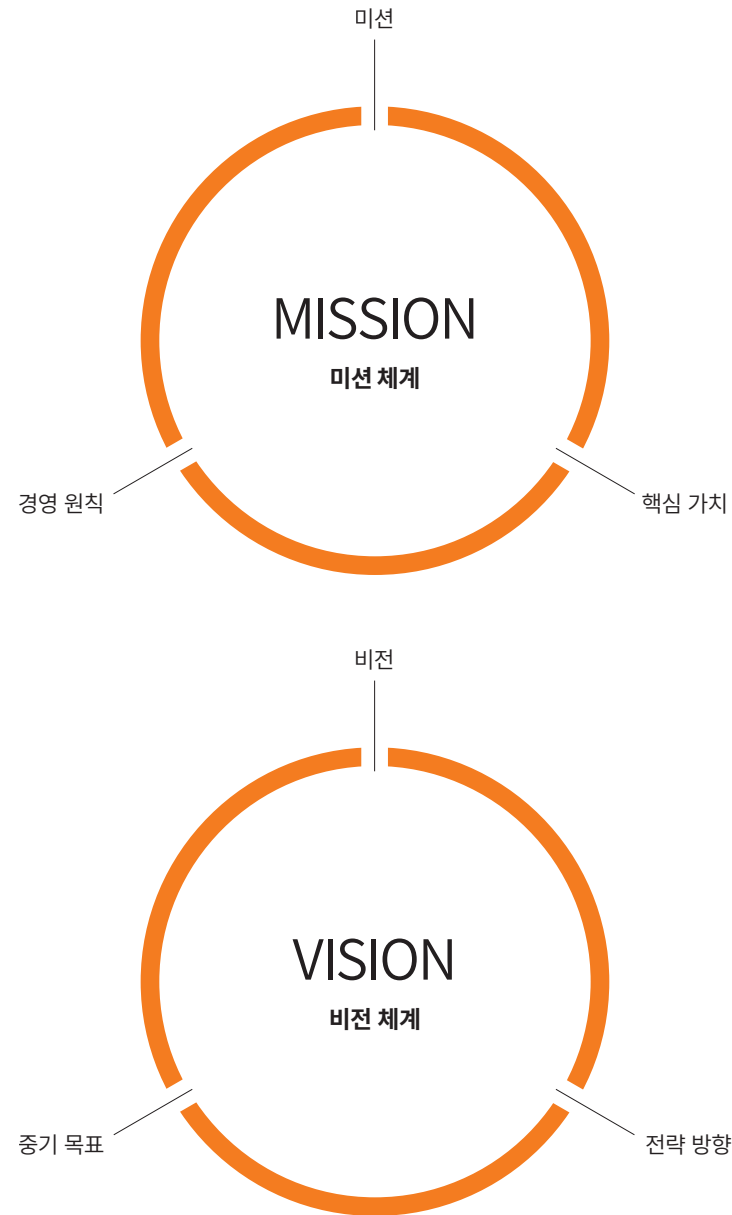 미션
MISSION
미션 체계
경영 원칙
핵심 가치
비전
VISION
비전 체계
중기 목표
전략 방향